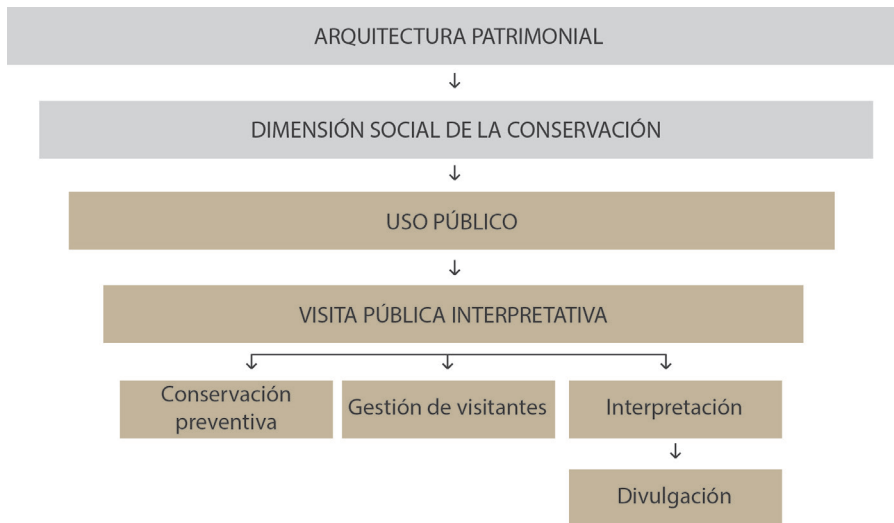 ARQUITECTURA PATRIMONIAL
DIMENSIÓN SOCIAL DE LA CONSERVACIÓN
USO PÚBLICO
VISITA PÚBLICA INTERPRETATIVA
Conservación
preventiva
Gestión de visitantes
Interpretación
Divulgación